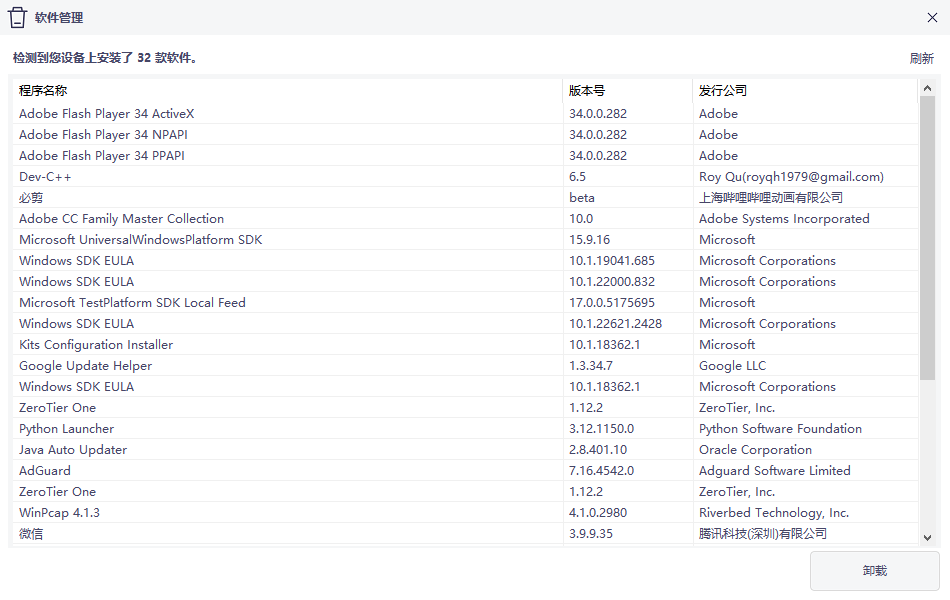 软件管理
检测到您设备上安装了 32 款软件。 刷新
程序名称 版本号 发行公司
Adobe Flash Player 34 ActiveX 34.0.0.282 Adobe
Adobe Flash Player 34 NPAPI 34.0.0.282 Adobe
Adobe Flash Player 34 PPAPI 34.0.0.282 Adobe
Dev-C++ 6.5 Roy Qu(royqh1979@gmail.com)
必剪 beta 上海哔哩哔哩动画有限公司
Adobe CC Family Master Collection 10.0 Adobe Systems Incorporated
Microsoft UniversalWindowsPlatform SDK 15.9.16 Microsoft
Windows SDK EULA 10.1.19041.685 Microsoft Corporations
Windows SDK EULA 10.1.22000.832 Microsoft Corporations
Microsoft TestPlatform SDK Local Feed 17.0.0.5175695 Microsoft
Windows SDK EULA 10.1.22621.2428 Microsoft Corporations
Kits Configuration Installer 10.1.18362.1 Microsoft
Google Update Helper 1.3.34.7 Google LLC
Windows SDK EULA 10.1.18362.1 Microsoft Corporations
ZeroTier One 1.12.2 ZeroTier, Inc.
Python Launcher 3.12.1150.0 Python Software Foundation
Java Auto Updater 2.8.401.10 Oracle Corporation
AdGuard 7.16.4542.0 Adguard Software Limited
ZeroTier One 1.12.2 ZeroTier, Inc.
WinPcap 4.1.3 4.1.0.2980 Riverbed Technology, Inc.
微信 3.9.9.35 腾讯科技(深圳)有限公司
卸载